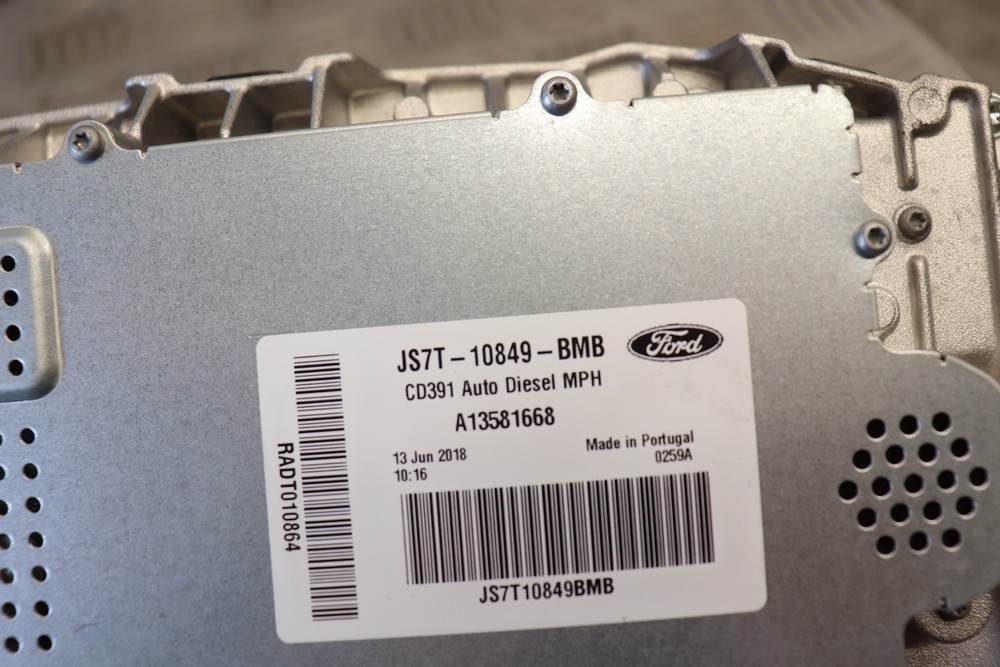 JS7T-10849-BMB
Ford
CD391 Auto Diesel MPH
A13581668
13 Jun 2018
10:16
Made in Portugal
0259A
JS7T10849BMB
RADT010864